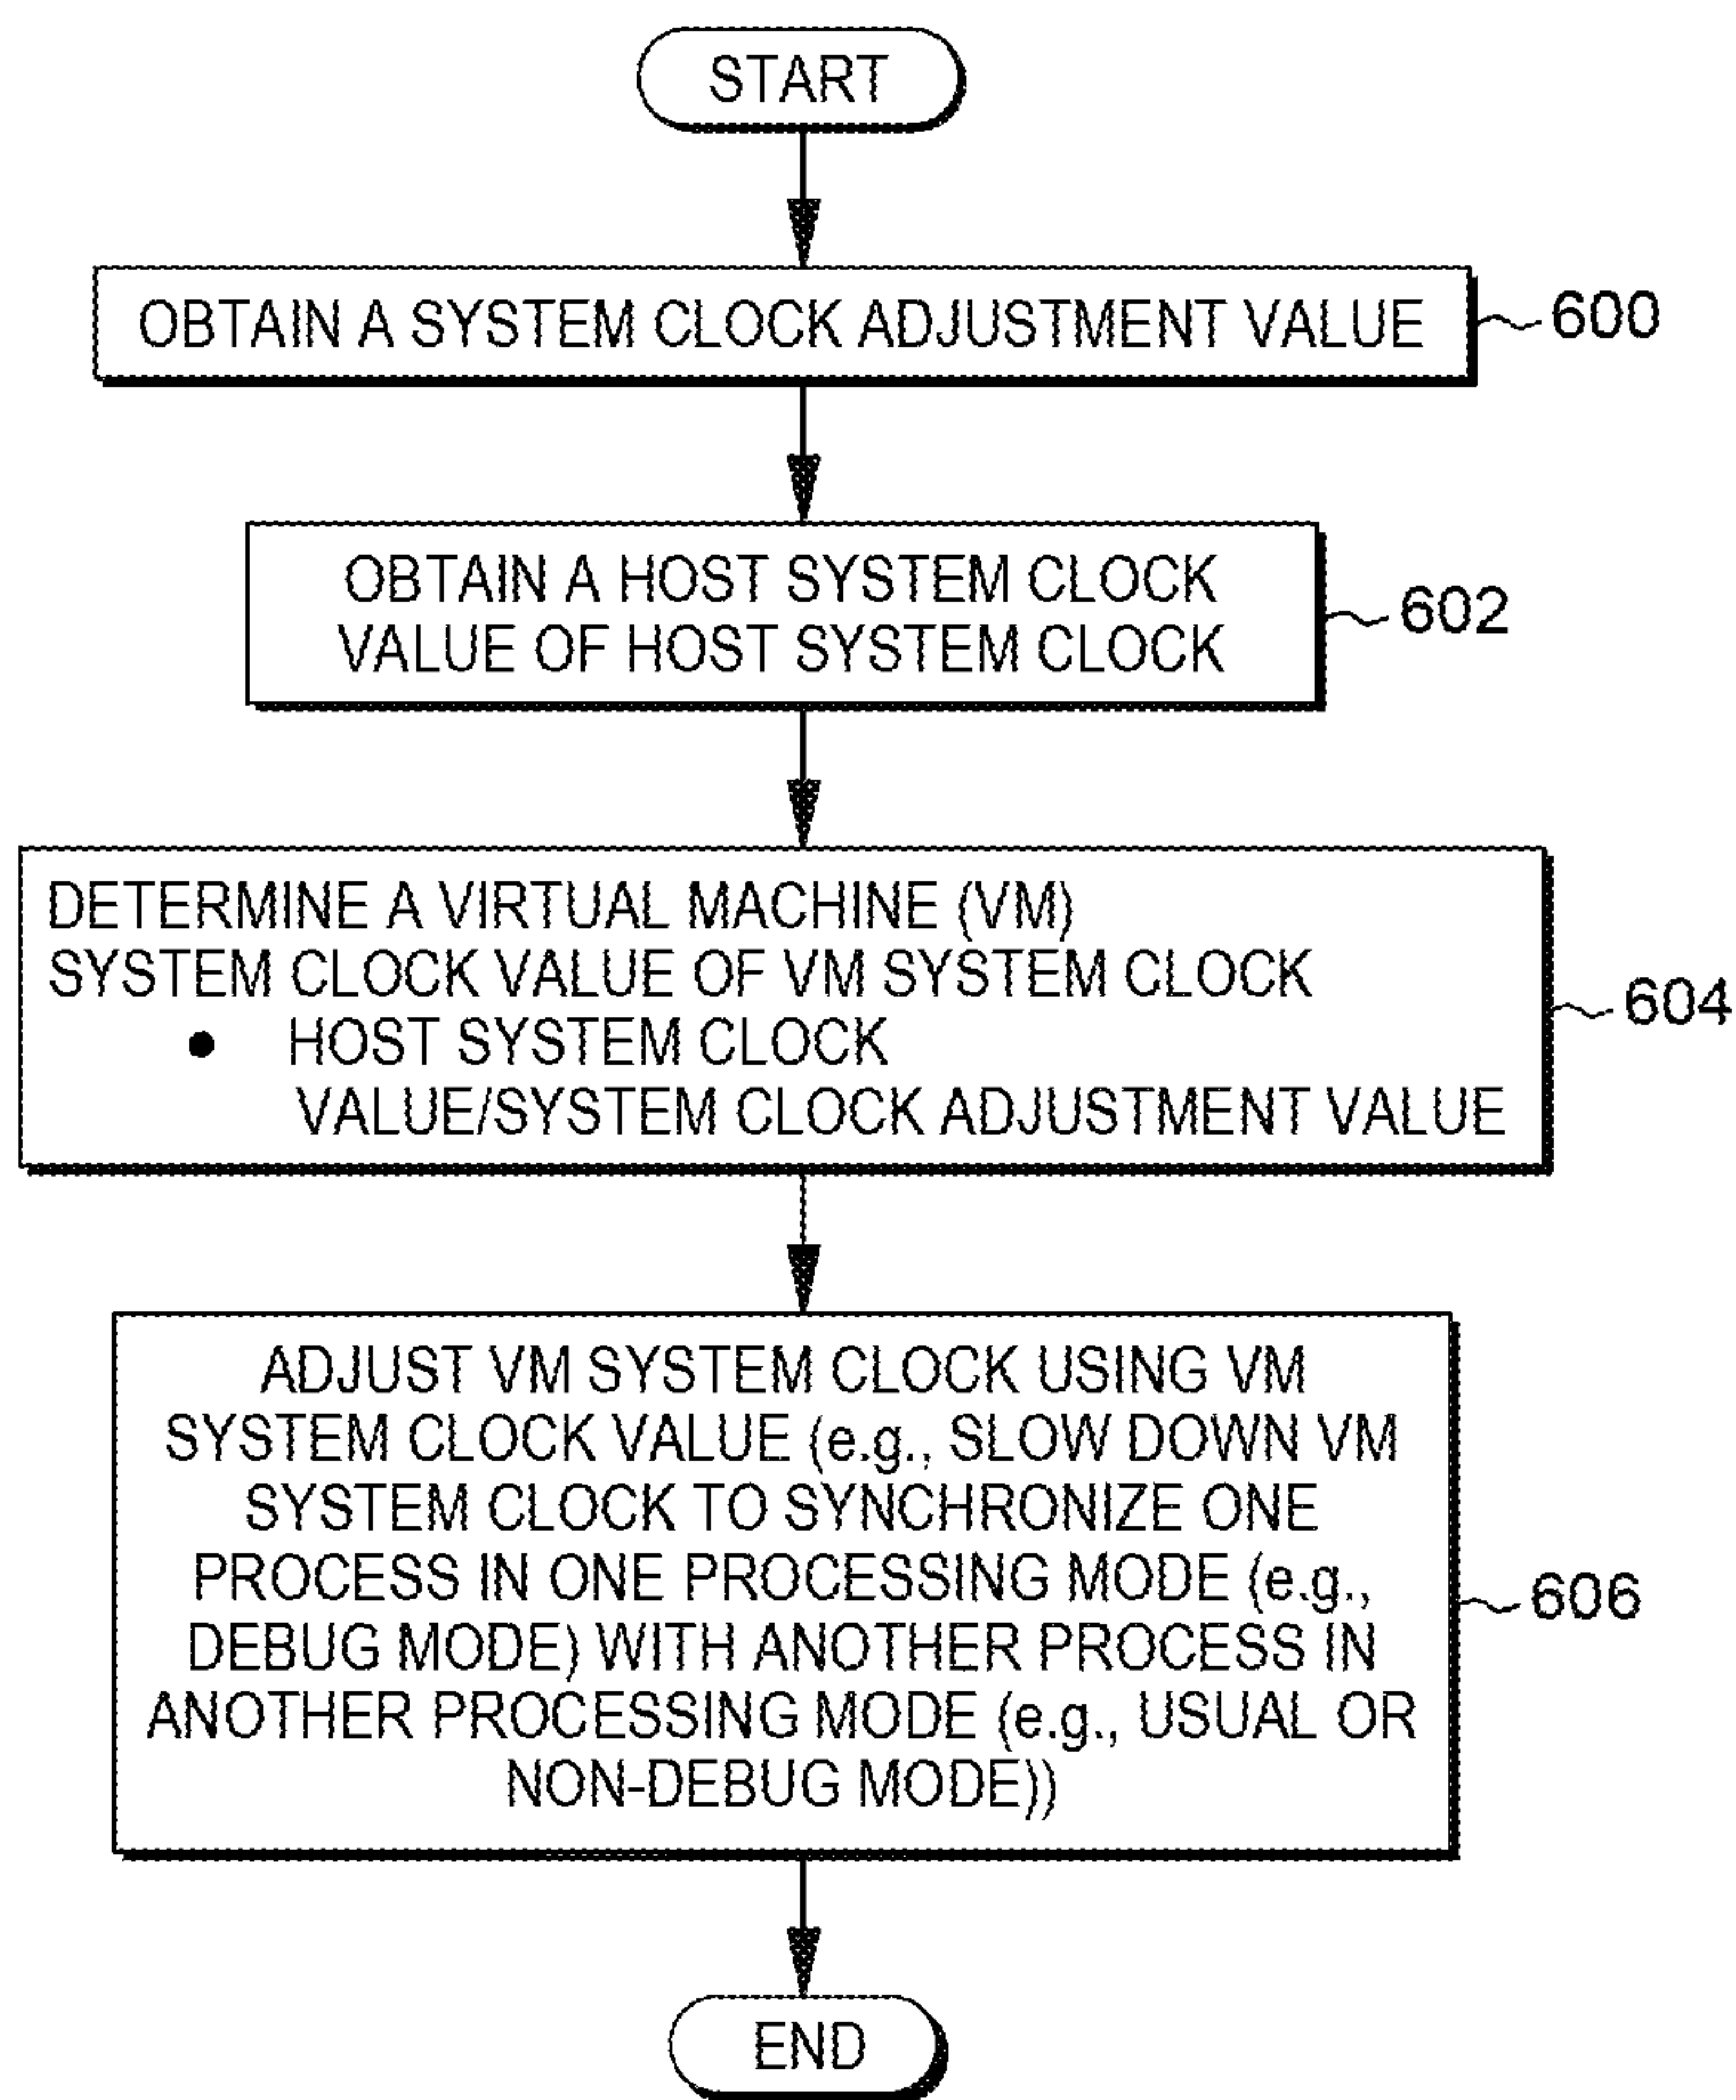 START
OBTAIN A SYSTEM CLOCK ADJUSTMENT VALUE
600
OBTAIN A HOST SYSTEM CLOCK
VALUE OF HOST SYSTEM CLOCK
602
DETERMINE A VIRTUAL MACHINE (VM)
SYSTEM CLOCK VALUE OF VM SYSTEM CLOCK
• HOST SYSTEM CLOCK
VALUE/SYSTEM CLOCK ADJUSTMENT VALUE
604
ADJUST VM SYSTEM CLOCK USING VM
SYSTEM CLOCK VALUE (e.g., SLOW DOWN VM
SYSTEM CLOCK TO SYNCHRONIZE ONE
PROCESS IN ONE PROCESSING MODE (e.g.,
DEBUG MODE) WITH ANOTHER PROCESS IN
ANOTHER PROCESSING MODE (e.g., USUAL OR
NON-DEBUG MODE))
606
END